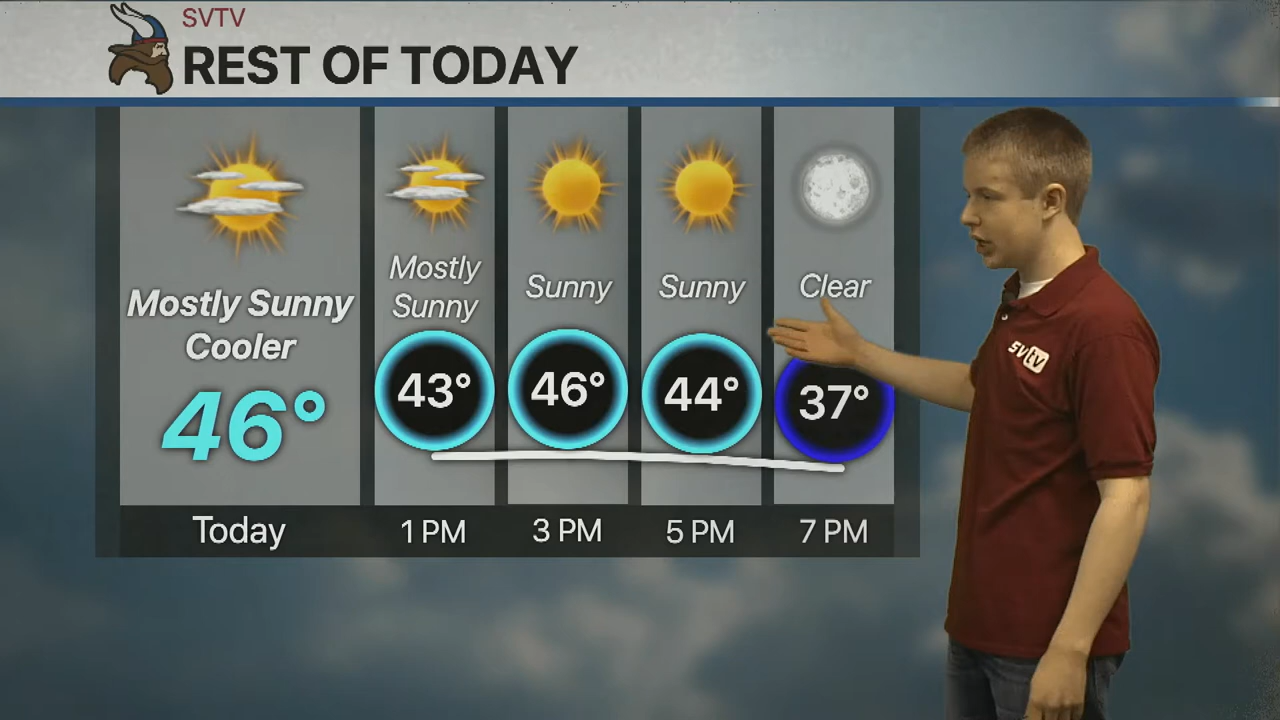 SVTV
REST OF TODAY
Mostly Sunny
Cooler
46°
Today
Mostly
Sunny
43°
1 PM
Sunny
46°
3 PM
Sunny
44°
5 PM
Clear
37°
7 PM
SVTV